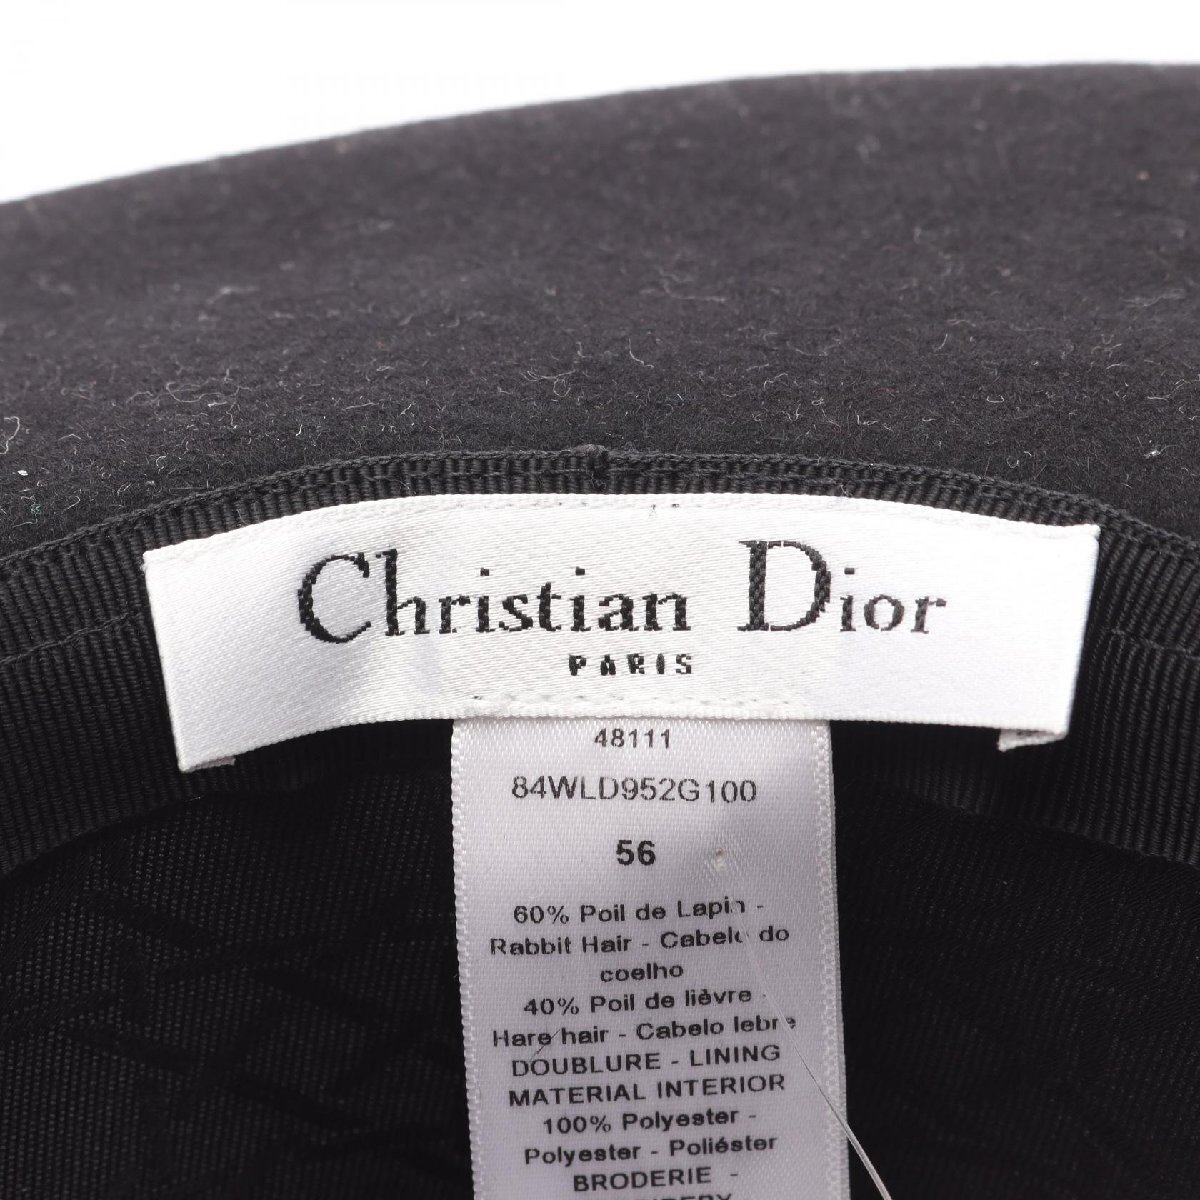 Christian Dior
PARIS
48111
84WLD952G100
56
60% Poil de Lapin -
Rabbit Hair - Cabelo do
coelho
40% Poil de lièvre -
Hare hair - Cabelo lebre
DOUBLURE - LINING
MATERIAL INTERIOR
100% Polyester -
Polyester - Poliéster
BRODERIE -